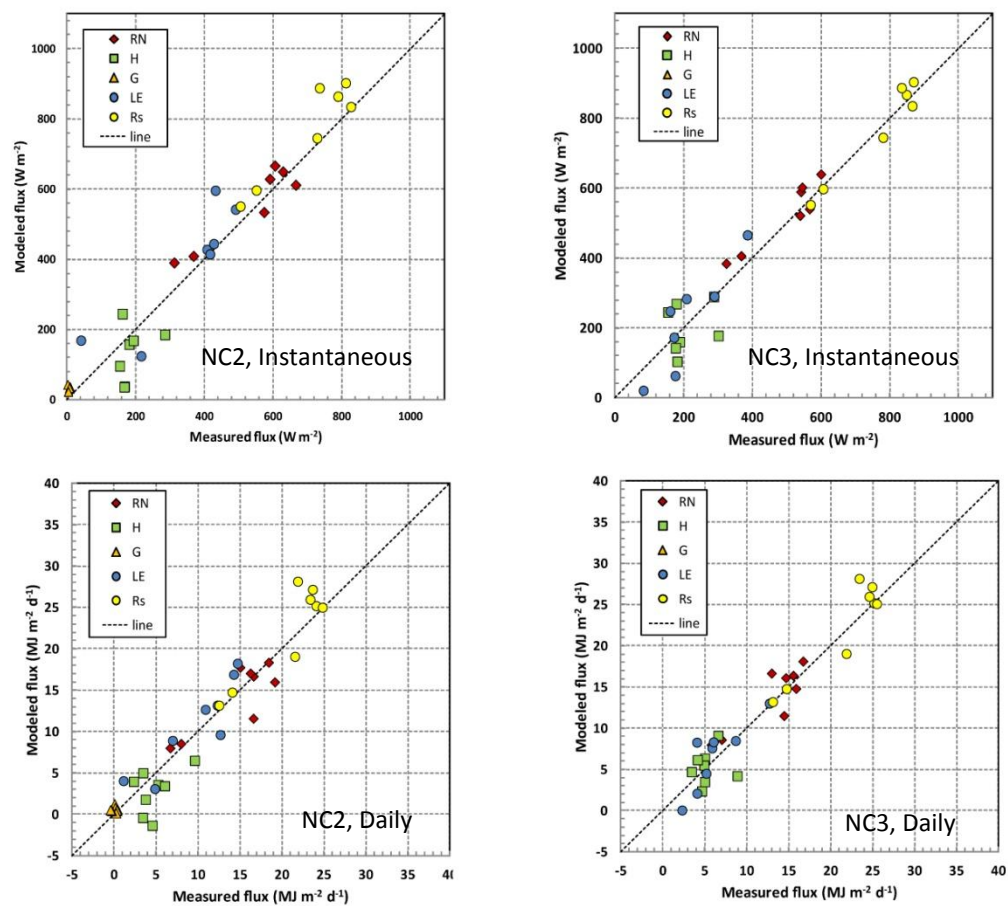 1100
1000
800
600
400
200
0
0
200
400
600
800
1000
Modeled flux (W m-2)
Measured flux (W m-2)
RN
H
G
LE
Rs
line
NC2, Instantaneous
1000
800
600
400
200
0
0
200
400
600
800
1000
Modeled flux (W m-2)
Measured flux (W m-2)
RN
H
G
LE
Rs
line
NC3, Instantaneous
40
35
30
25
20
15
10
5
0
-5
-5
0
5
10
15
20
25
30
35
Modeled flux (MJ m-2 d-1)
Measured flux (MJ m-2 d-1)
RN
H
G
LE
Rs
line
NC2, Daily
40
35
30
25
20
15
10
5
0
-5
-5
0
5
10
15
20
25
30
35
40
Modeled flux (MJ m-2 d-1)
Measured flux (MJ m-2 d-1)
RN
H
G
LE
Rs
line
NC3, Daily